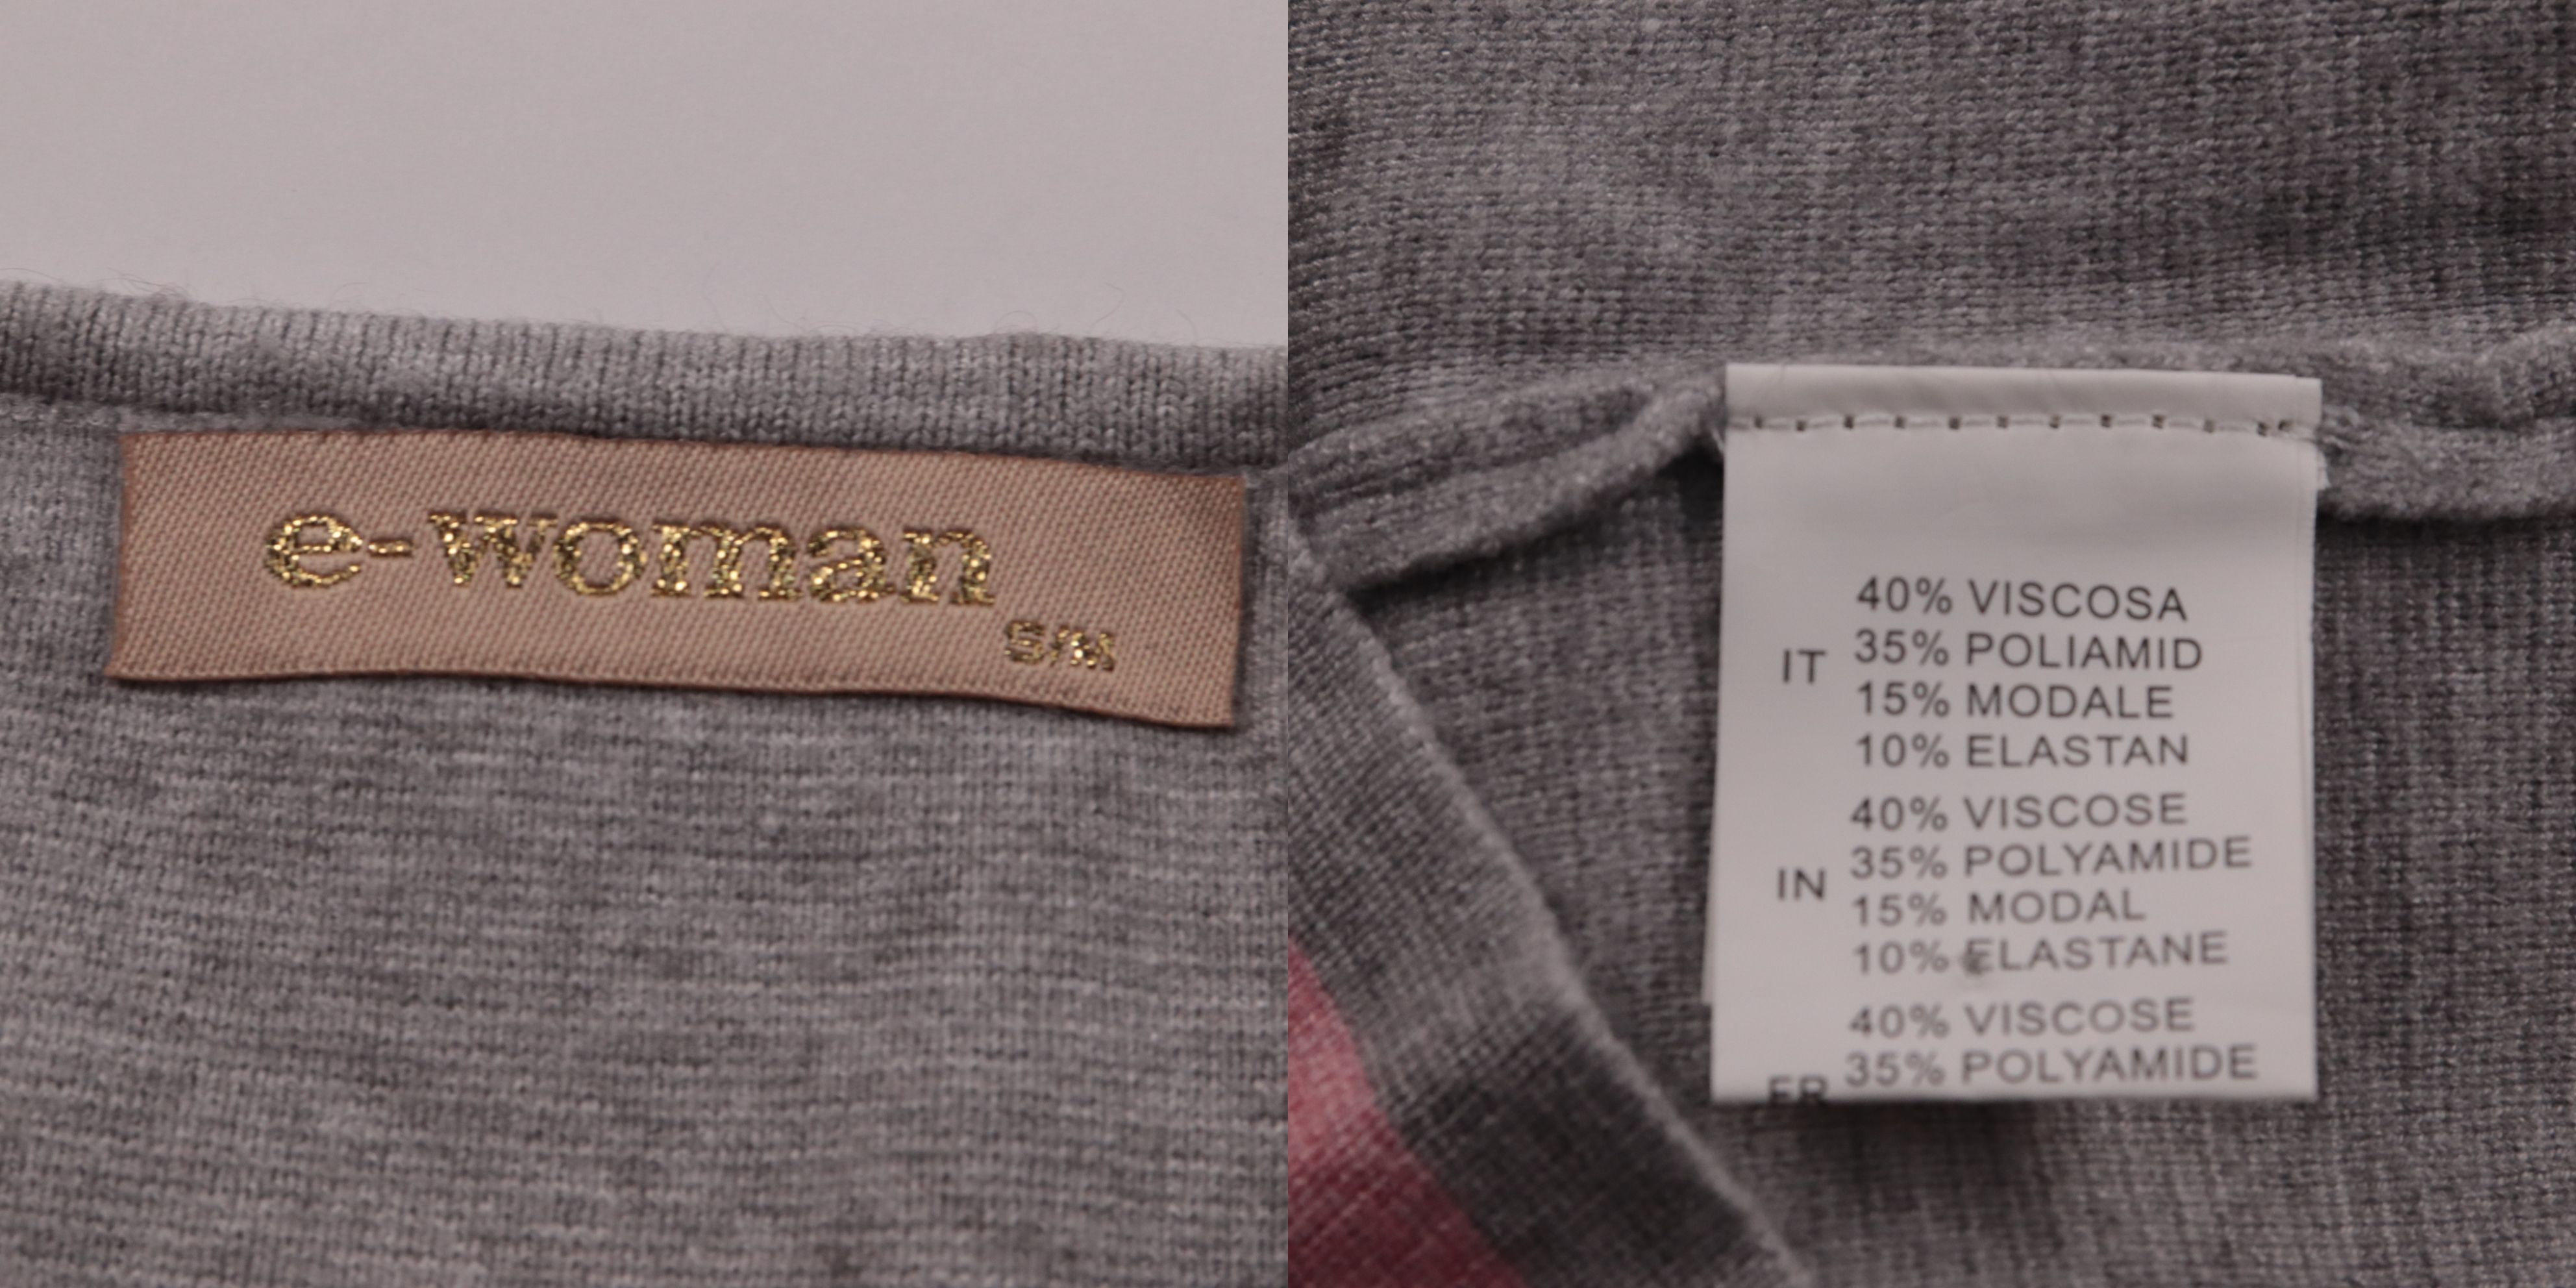 e-woman
S/M
IT
40% VISCOSA
35% POLIAMID
15% MODALE
10% ELASTAN
IN
40% VISCOSE
35% POLYAMIDE
15% MODAL
10% ELASTANE
FR
40% VISCOSE
35% POLYAMIDE